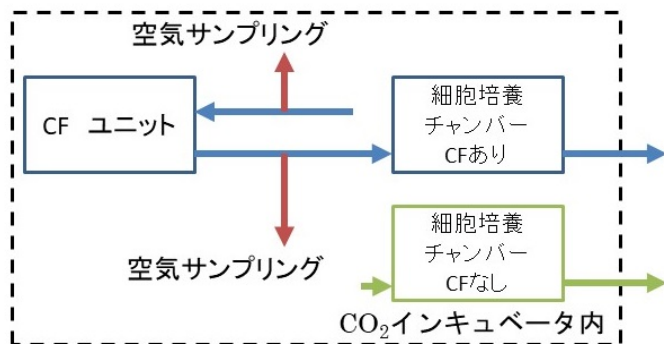 空気サンプリング
CF ユニット
細胞培養
チャンバー
CFあり
空気サンプリング
細胞培養
チャンバー
CFなし
CO₂インキュベータ内